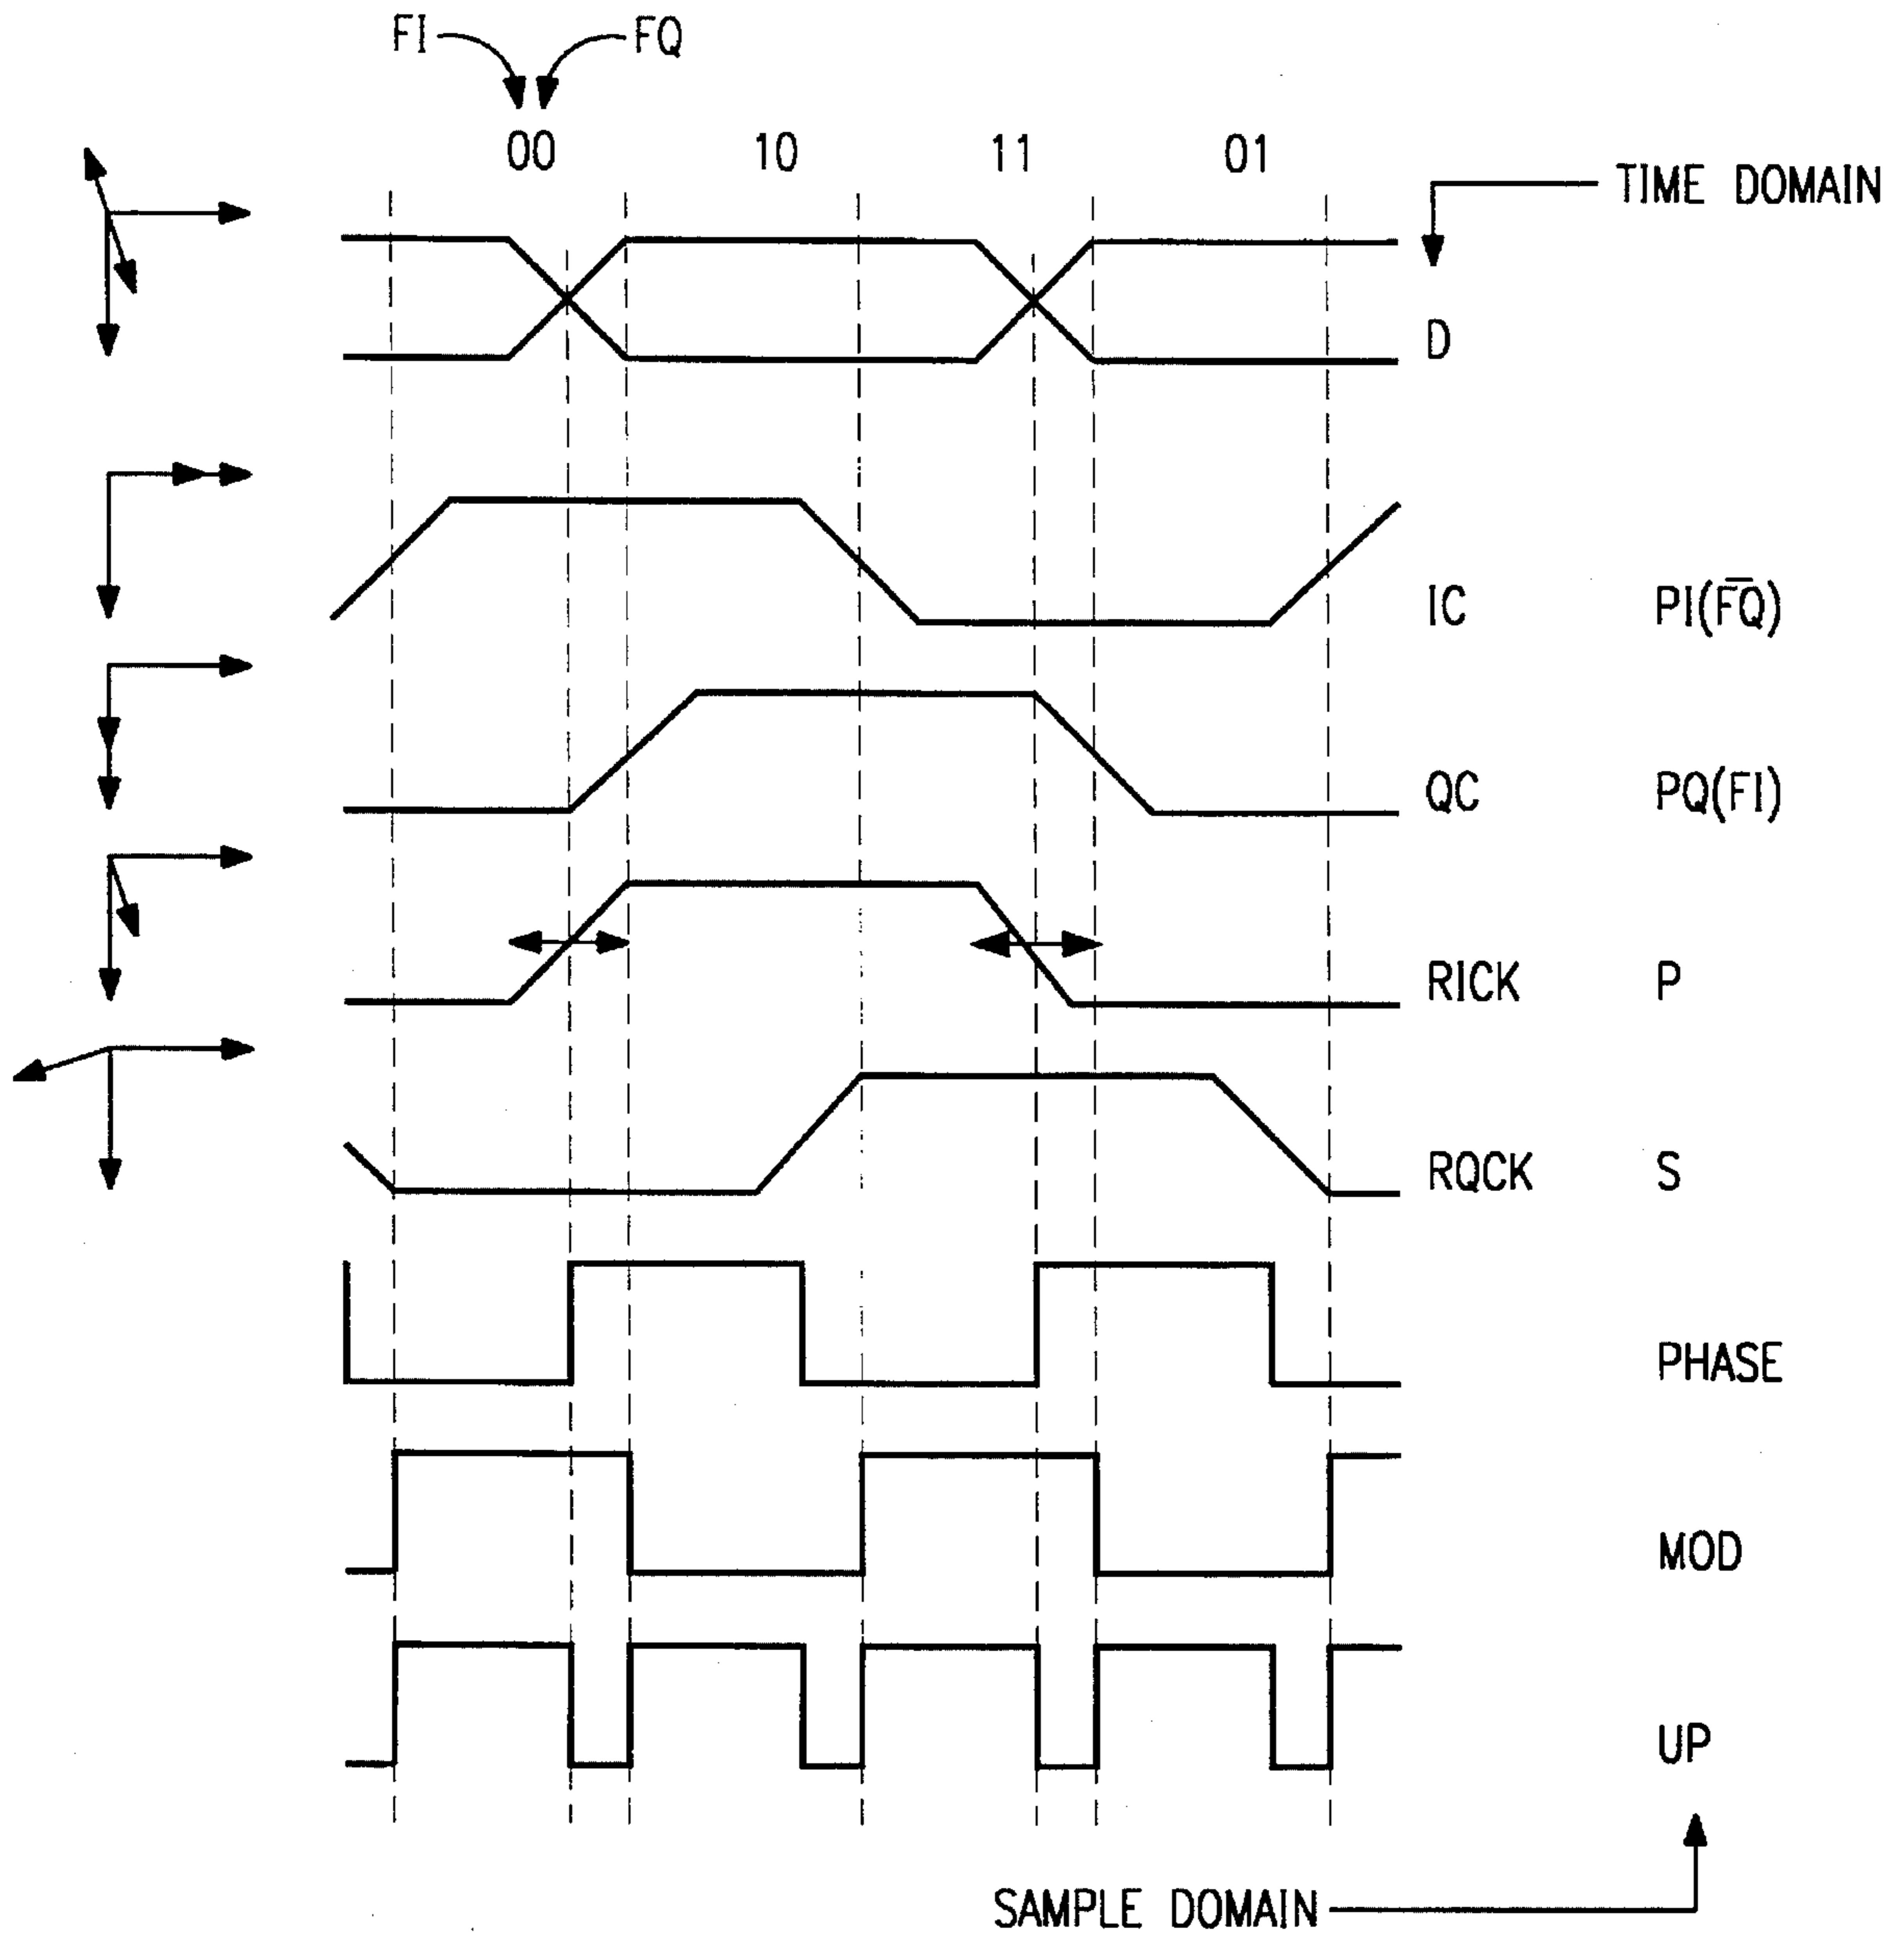 FI FQ
00 10 11 01
TIME DOMAIN
D
IC PI(F̅Q̅)
QC PQ(FI)
RICK P
RQCK S
PHASE
MOD
UP
SAMPLE DOMAIN